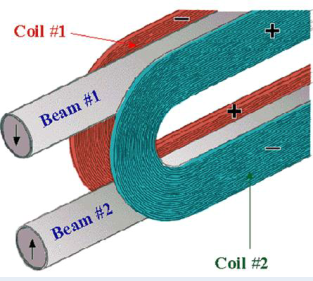 Coil #1
−
+
Beam #1
+
−
Beam #2
Coil #2